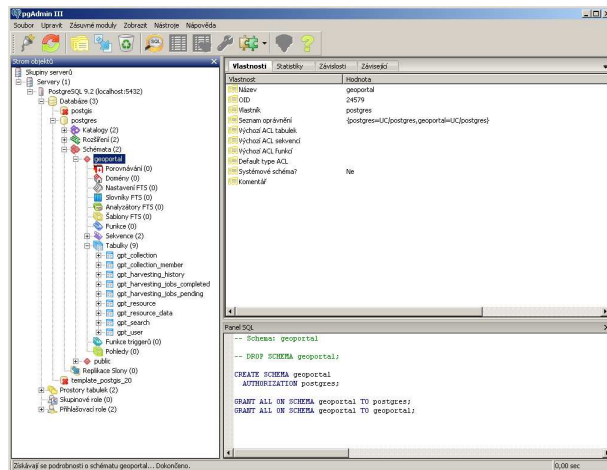 pgAdmin III
Soubor Upravit Zásuvné moduly Zobrazit Nástroje Nápověda
Strom objektů
Skupiny serverů
Servery (1)
PostgreSQL 9.2 (localhost:5432)
Databáze (3)
postgis
postgres
Katalogy (2)
Rozšíření (2)
Schémata (2)
geoportal
Porovnávání (0)
Domény (0)
Nastavení FTS (0)
Slovníky FTS (0)
Analyzátory FTS (0)
Šablony FTS (0)
Funkce (0)
Sekvence (2)
Tabulky (9)
gpt_collection
gpt_collection_member
gpt_harvesting_history
gpt_harvesting_jobs_completed
gpt_harvesting_jobs_pending
gpt_resource
gpt_resource_data
gpt_search
gpt_user
Funkce triggerů (0)
Pohledy (0)
public
Replikace Slony (0)
template_postgis_20
Prostory tabulek (2)
Skupinové role (0)
Přihlašovací role (2)
Vlastnosti Statistiky Závislosti Závisející
Vlastnost Hodnota
Název geoportal
OID 24579
Vlastník postgres
Seznam oprávnění {postgres=UC/postgres,geoportal=UC/postgres}
Výchozí ACL tabulek
Výchozí ACL sekvencí
Výchozí ACL funkcí
Default type ACL
Systémové schéma? Ne
Komentář
Panel SQL
-- Schema: geoportal
-- DROP SCHEMA geoportal;
CREATE SCHEMA geoportal
AUTHORIZATION postgres;
GRANT ALL ON SCHEMA geoportal TO postgres;
GRANT ALL ON SCHEMA geoportal TO geoportal;
Získávají se podrobnosti o schématu geoportal... Dokončeno. 0,00 sec